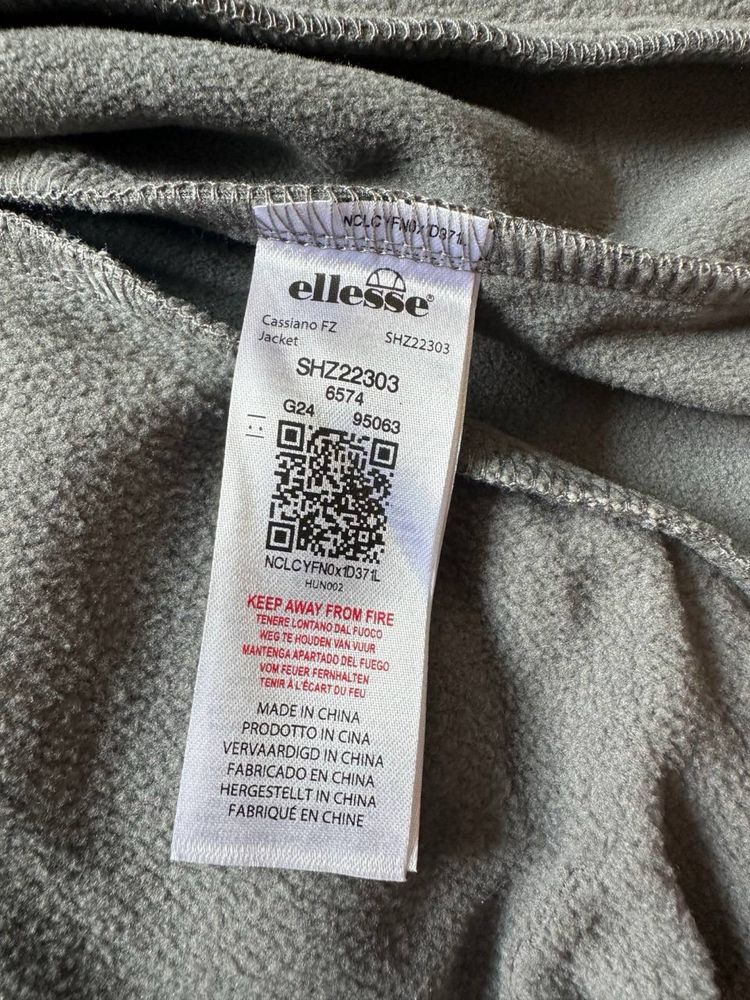 NCLCYFN0x1D371L
ellesse®
Cassiano FZ
Jacket SHZ22303
SHZ22303
6574
G24 95063
NCLCYFN0x1D371L
HUN002
KEEP AWAY FROM FIRE
TENERE LONTANO DAL FUOCO
WEG TE HOUDEN VAN VUUR
MANTENGA APARTADO DEL FUEGO
VOM FEUER FERNHALTEN
TENIR À L'ÉCART DU FEU
MADE IN CHINA
PRODOTTO IN CINA
VERVAARDIGD IN CHINA
FABRICADO EN CHINA
HERGESTELLT IN CHINA
FABRIQUÉ EN CHINE